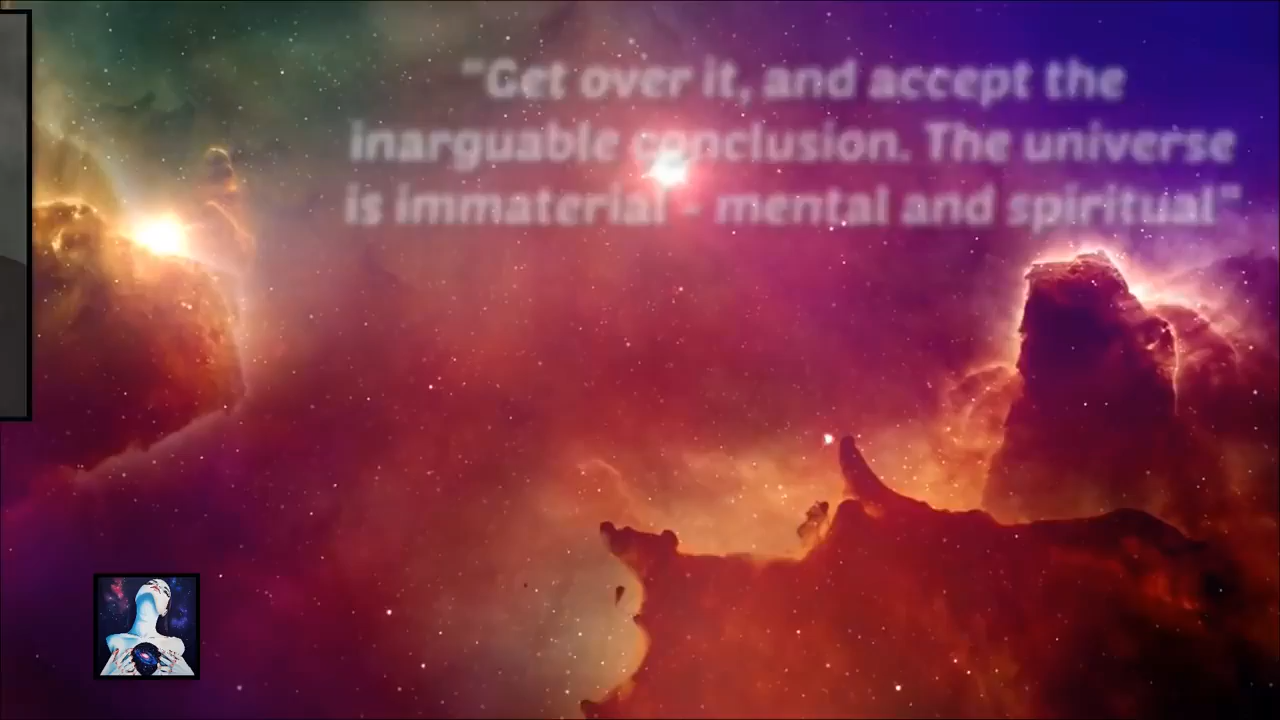 "Get over it, and accept the
inarguable conclusion. The universe
is immaterial - mental and spiritual"